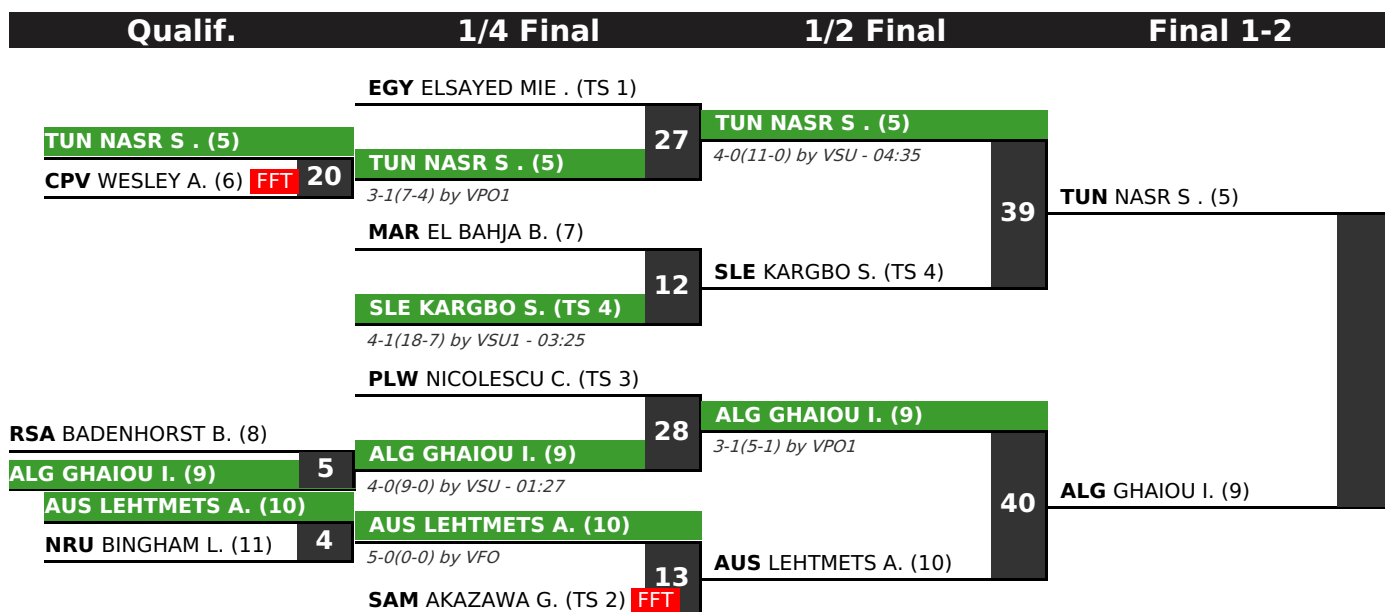 Qualif. 1/4 Final 1/2 Final Final 1-2
EGY ELSAYED MIE . (TS 1)
TUN NASR S . (5)
TUN NASR S . (5)
27
4-0(11-0) by VSU - 04:35
TUN NASR S . (5)
CPV WESLEY A. (6) FFT 20
3-1(7-4) by VPO1
TUN NASR S . (5)
39
MAR EL BAHJA B. (7)
SLE KARGBO S. (TS 4)
12
SLE KARGBO S. (TS 4)
4-1(18-7) by VSU1 - 03:25
PLW NICOLESCU C. (TS 3)
ALG GHAIOU I. (9)
28
3-1(5-1) by VPO1
RSA BADENHORST B. (8)
ALG GHAIOU I. (9)
5
ALG GHAIOU I. (9)
4-0(9-0) by VSU - 01:27
ALG GHAIOU I. (9)
40
AUS LEHTMETS A. (10)
AUS LEHTMETS A. (10)
NRU BINGHAM L. (11) 4
5-0(0-0) by VFO
AUS LEHTMETS A. (10)
13
SAM AKAZAWA G. (TS 2) FFT